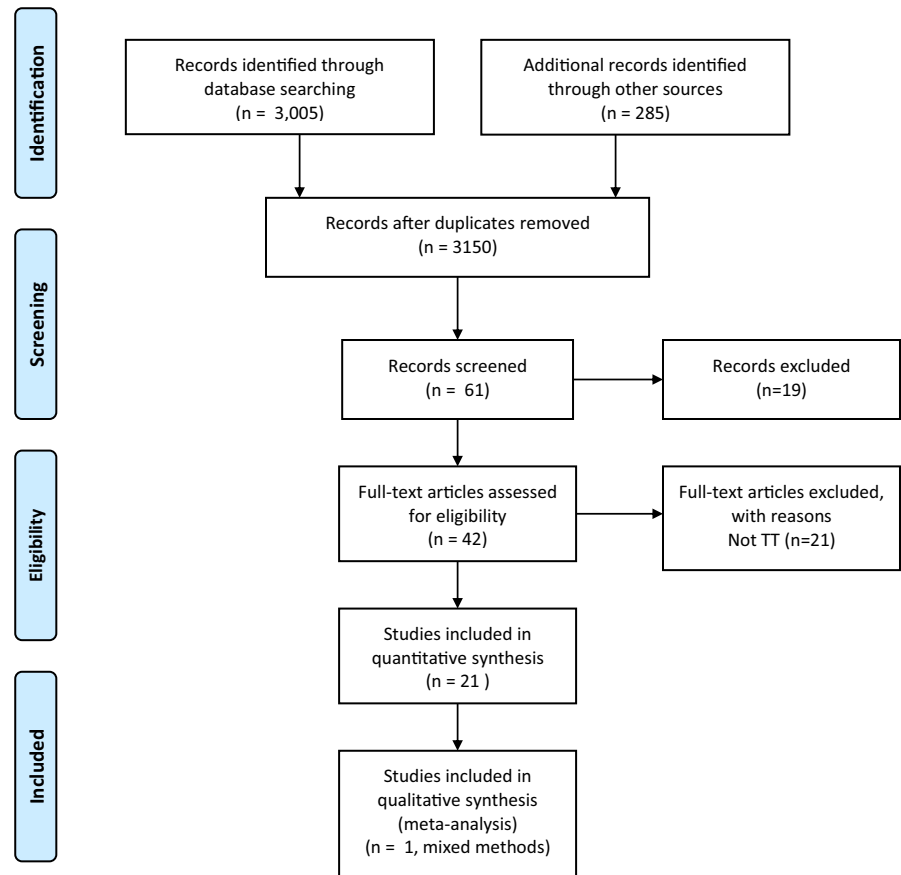 Identification
Records identified through
database searching
(n = 3,005)
Additional records identified
through other sources
(n = 285)
Records after duplicates removed
(n = 3150)
Screening
Records screened
(n = 61)
Records excluded
(n=19)
Eligibility
Full-text articles assessed
for eligibility
(n = 42)
Full-text articles excluded,
with reasons
Not TT (n=21)
Studies included in
quantitative synthesis
(n = 21 )
Included
Studies included in
qualitative synthesis
(meta-analysis)
(n = 1, mixed methods)